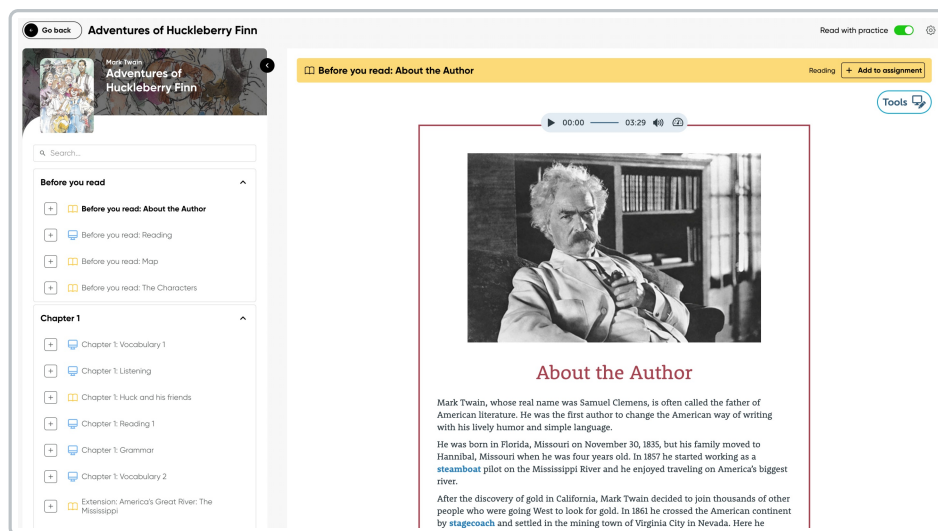 Go back
Adventures of Huckleberry Finn
Read with practice
Mark Twain
Adventures of
Huckleberry Finn
Search...
Before you read
Before you read: About the Author
Before you read: Reading
Before you read: Map
Before you read: The Characters
Chapter 1
Chapter 1: Vocabulary 1
Chapter 1: Listening
Chapter 1: Huck and his friends
Chapter 1: Reading 1
Chapter 1: Grammar
Chapter 1: Vocabulary 2
Extension: America's Great River: The
Mississippi
Before you read: About the Author
Reading
+ Add to assignment
Tools
00:00
03:29
About the Author
Mark Twain, whose real name was Samuel Clemens, is often called the father of
American literature. He was the first author to change the American way of writing
with his lively humor and simple language.
He was born in Florida, Missouri on November 30, 1835, but his family moved to
Hannibal, Missouri when he was four years old. In 1857 he started working as a
steamboat pilot on the Mississippi River and he enjoyed traveling on America's biggest
river.
After the discovery of gold in California, Mark Twain decided to join thousands of other
people who were going West to look for gold. In 1861 he crossed the American continent
by stagecoach and settled in the mining town of Virginia City in Nevada. Here he